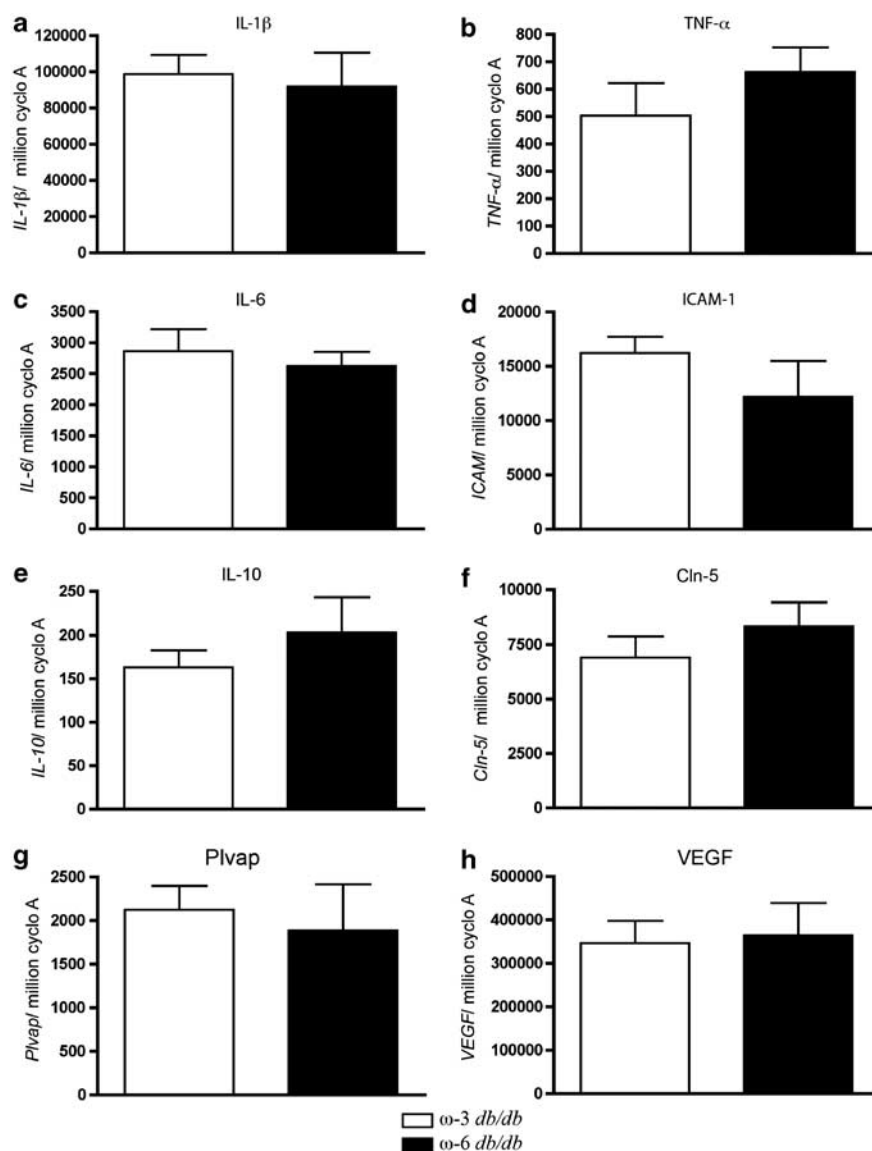 a
IL-1β
IL-1β/ million cyclo A
120000
100000
80000
60000
40000
20000
0
b
TNF-α
TNF-α/ million cyclo A
800
700
600
500
400
300
200
100
0
c
IL-6
IL-6/ million cyclo A
3500
3000
2500
2000
1500
1000
500
0
d
ICAM-1
ICAM/ million cyclo A
20000
15000
10000
5000
0
e
IL-10
IL-10/ million cyclo A
250
200
150
100
50
0
f
Cln-5
Cln-5/ million cyclo A
10000
7500
5000
2500
0
g
Plvap
Plvap/ million cyclo A
2500
2000
1500
1000
500
0
h
VEGF
VEGF/ million cyclo A
500000
400000
300000
200000
100000
0
ω-3 db/db
ω-6 db/db